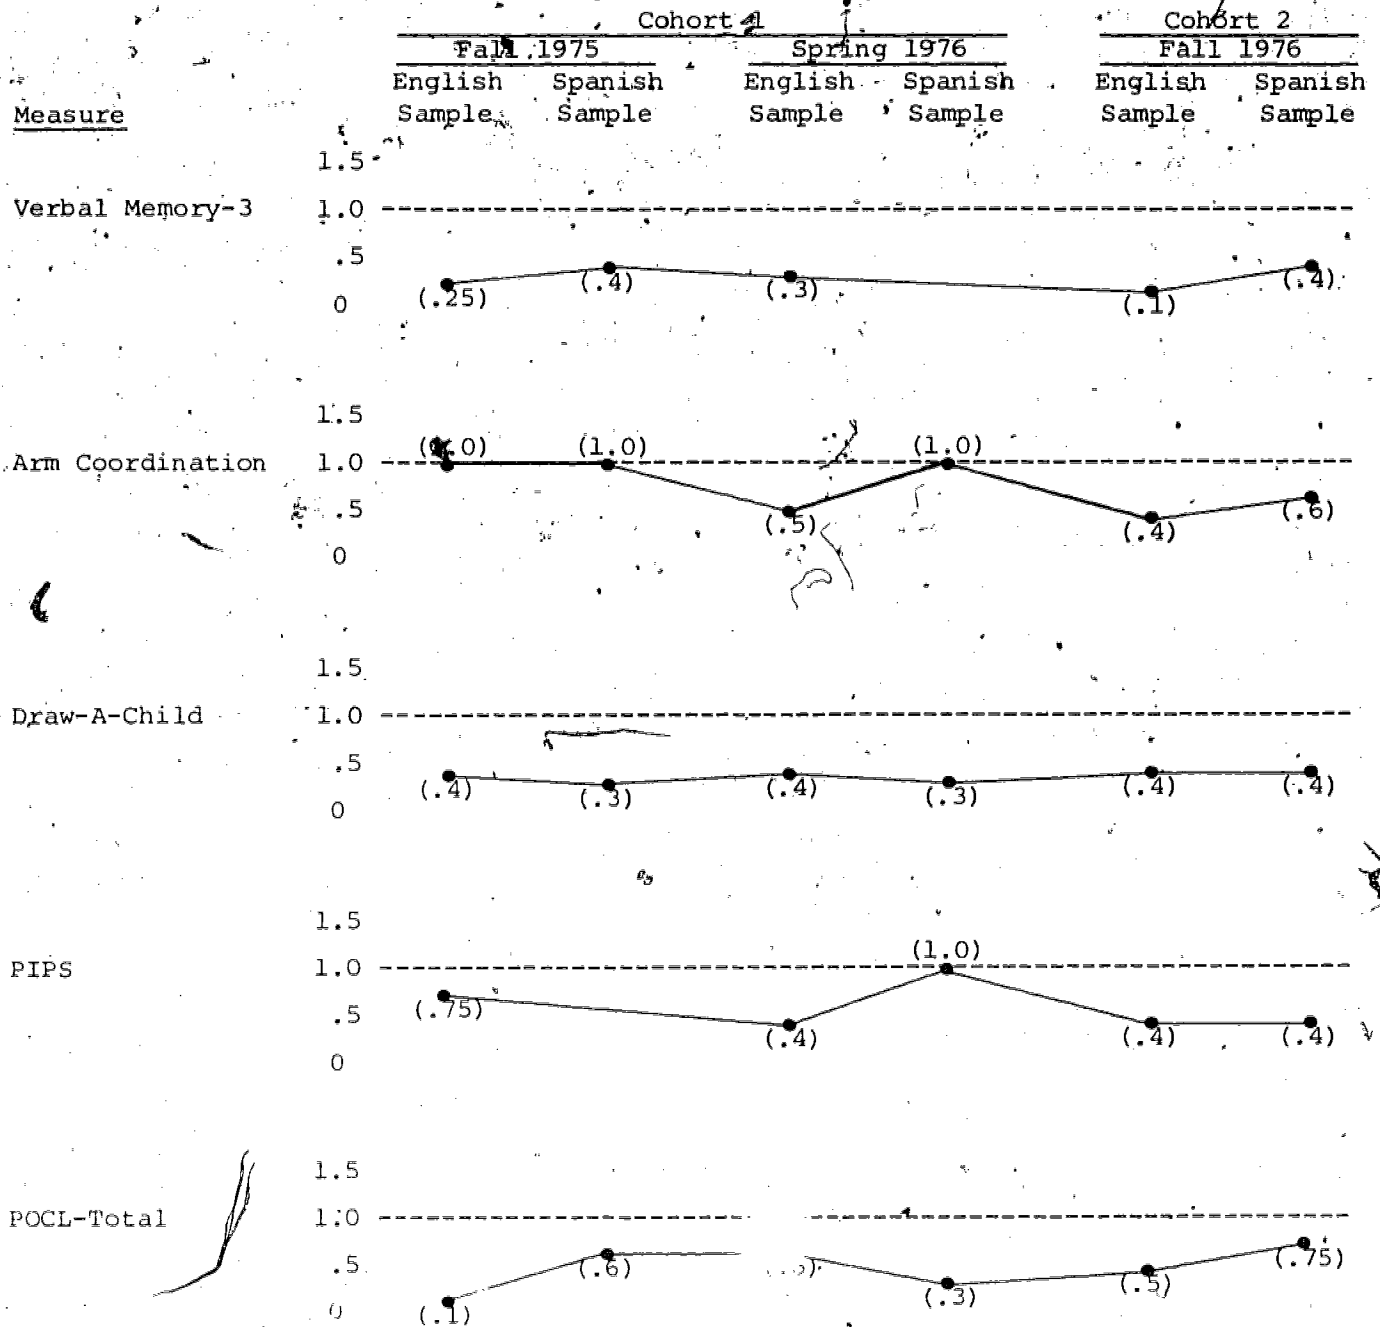 Cohort 1 Cohort 2
Fall 1975 Spring 1976 Fall 1976
English Spanish English Spanish English Spanish
Measure Sample Sample Sample Sample Sample Sample
1.5
Verbal Memory-3 1.0
.5
0 (.25) (.4) (.3) (.1) (.4)
1.5
(1.0) (1.0)
Arm Coordination 1.0
.5 (.5) (.4) (.6)
0
1.5
Draw-A-Child 1.0
.5
(.4) (.3) (.4) (.3) (.4) (.4)
0
1.5
(1.0)
PIPS 1.0
.5 (.75) (.4) (.4) (.4)
0
1.5
POCL-Total 1.0
.5 (.6) (.5) (.75)
(.3)
0 (.1)